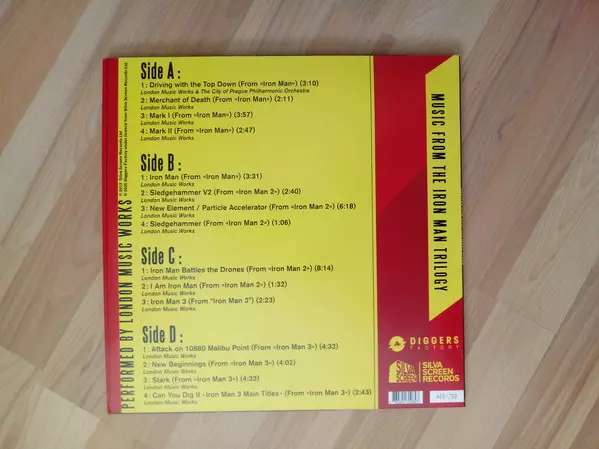 Side A :
1 : Driving with the Top Down (From «Iron Man») (3:10)
London Music Works & The City of Prague Philharmonic Orchestra
2 : Merchant of Death (From «Iron Man») (2:11)
London Music Works
3 : Mark I (From «Iron Man») (3:57)
London Music Works
4 : Mark II (From «Iron Man») (2:47)
London Music Works
Side B :
1 : Iron Man (From «Iron Man») (3:31)
London Music Works
2 : Sledgehammer V2 (From «Iron Man 2») (2:40)
London Music Works
3 : New Element / Particle Accelerator (From «Iron Man 2») (6:18)
London Music Works
4 : Sledgehammer (From «Iron Man 2») (1:06)
London Music Works
Side C :
1 : Iron Man Battles the Drones (From «Iron Man 2») (8:14)
London Music Works
2 : I Am Iron Man (From «Iron Man 2») (1:32)
London Music Works
3 : Iron Man 3 (From "Iron Man 3") (2:23)
London Music Works
Side D :
1 : Attack on 10880 Malibu Point (From «Iron Man 3») (4:32)
London Music Works
2 : New Beginnings (From «Iron Man 3») (4:02)
London Music Works
3 : Stark (From «Iron Man 3») (4:33)
London Music Works
4 : Can You Dig It - Iron Man 3 Main Titles - (From «Iron Man 3») (2:43)
London Music Works
PERFORMED BY LONDON MUSIC WORKS
MUSIC FROM THE IRON MAN TRILOGY
DIGGERS
FACTORY
SILVA
SCREEN
SILVA
SCREEN
RECORDS